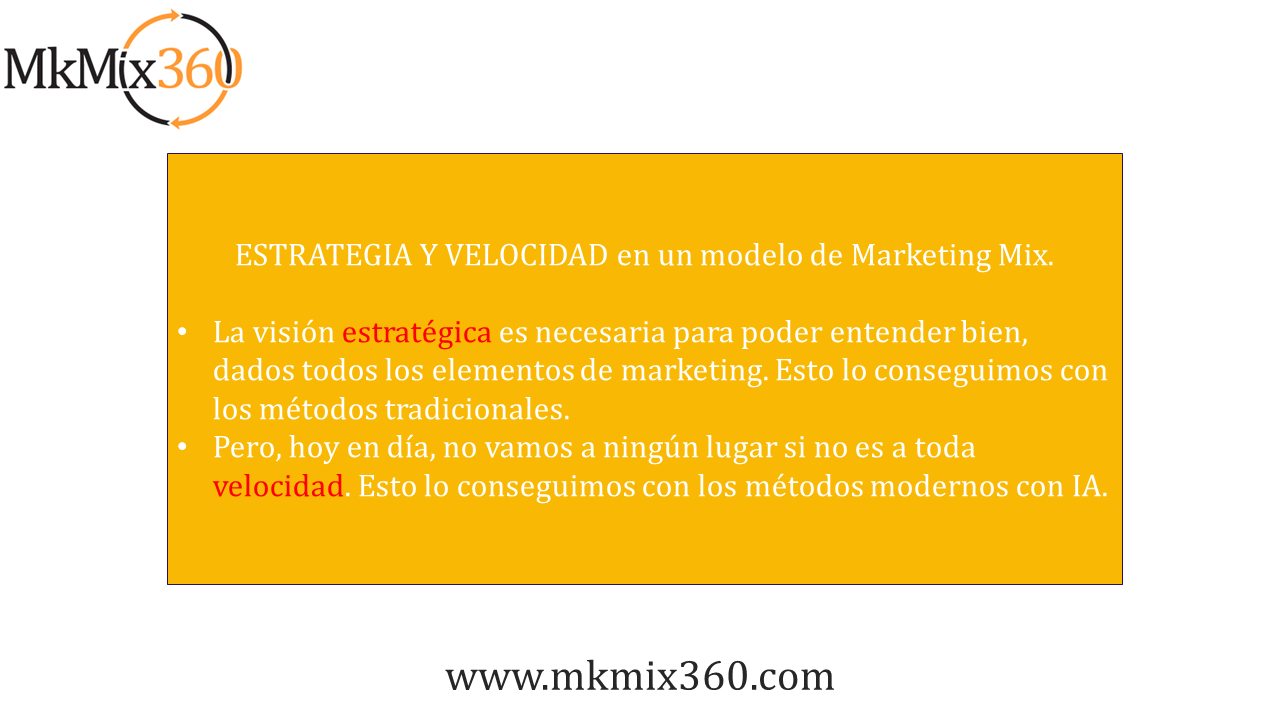 MkMix360
ESTRATEGIA Y VELOCIDAD en un modelo de Marketing Mix.
• La visión estratégica es necesaria para poder entender bien,
dados todos los elementos de marketing. Esto lo conseguimos con
los métodos tradicionales.
• Pero, hoy en día, no vamos a ningún lugar si no es a toda
velocidad. Esto lo conseguimos con los métodos modernos con IA.
www.mkmix360.com